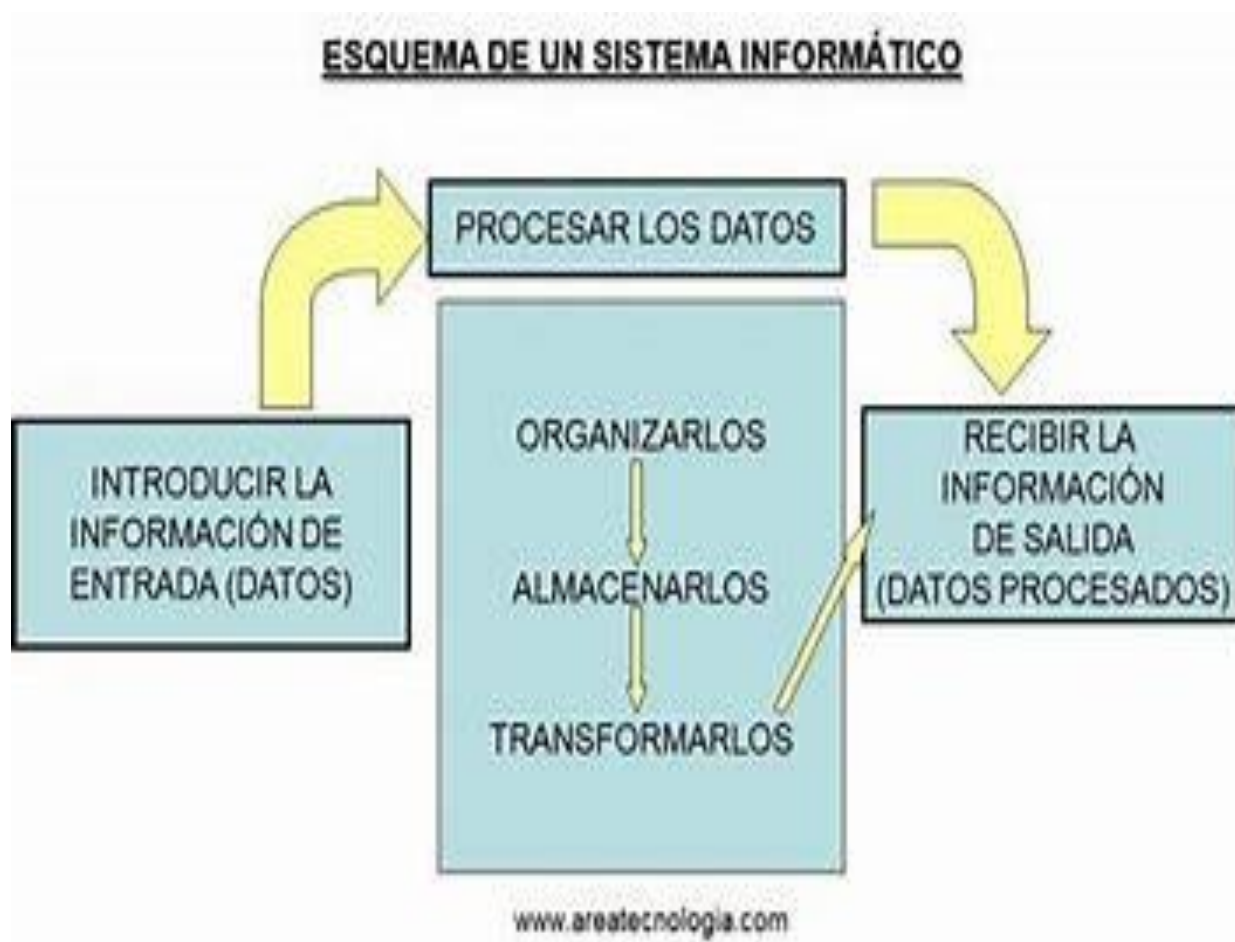 ESQUEMA DE UN SISTEMA INFORMÁTICO
PROCESAR LOS DATOS
INTRODUCIR LA
INFORMACIÓN DE
ENTRADA (DATOS)
ORGANIZARLOS
ALMACENARLOS
TRANSFORMARLOS
RECIBIR LA
INFORMACIÓN
DE SALIDA
(DATOS PROCESADOS)
www.areatecnologia.com